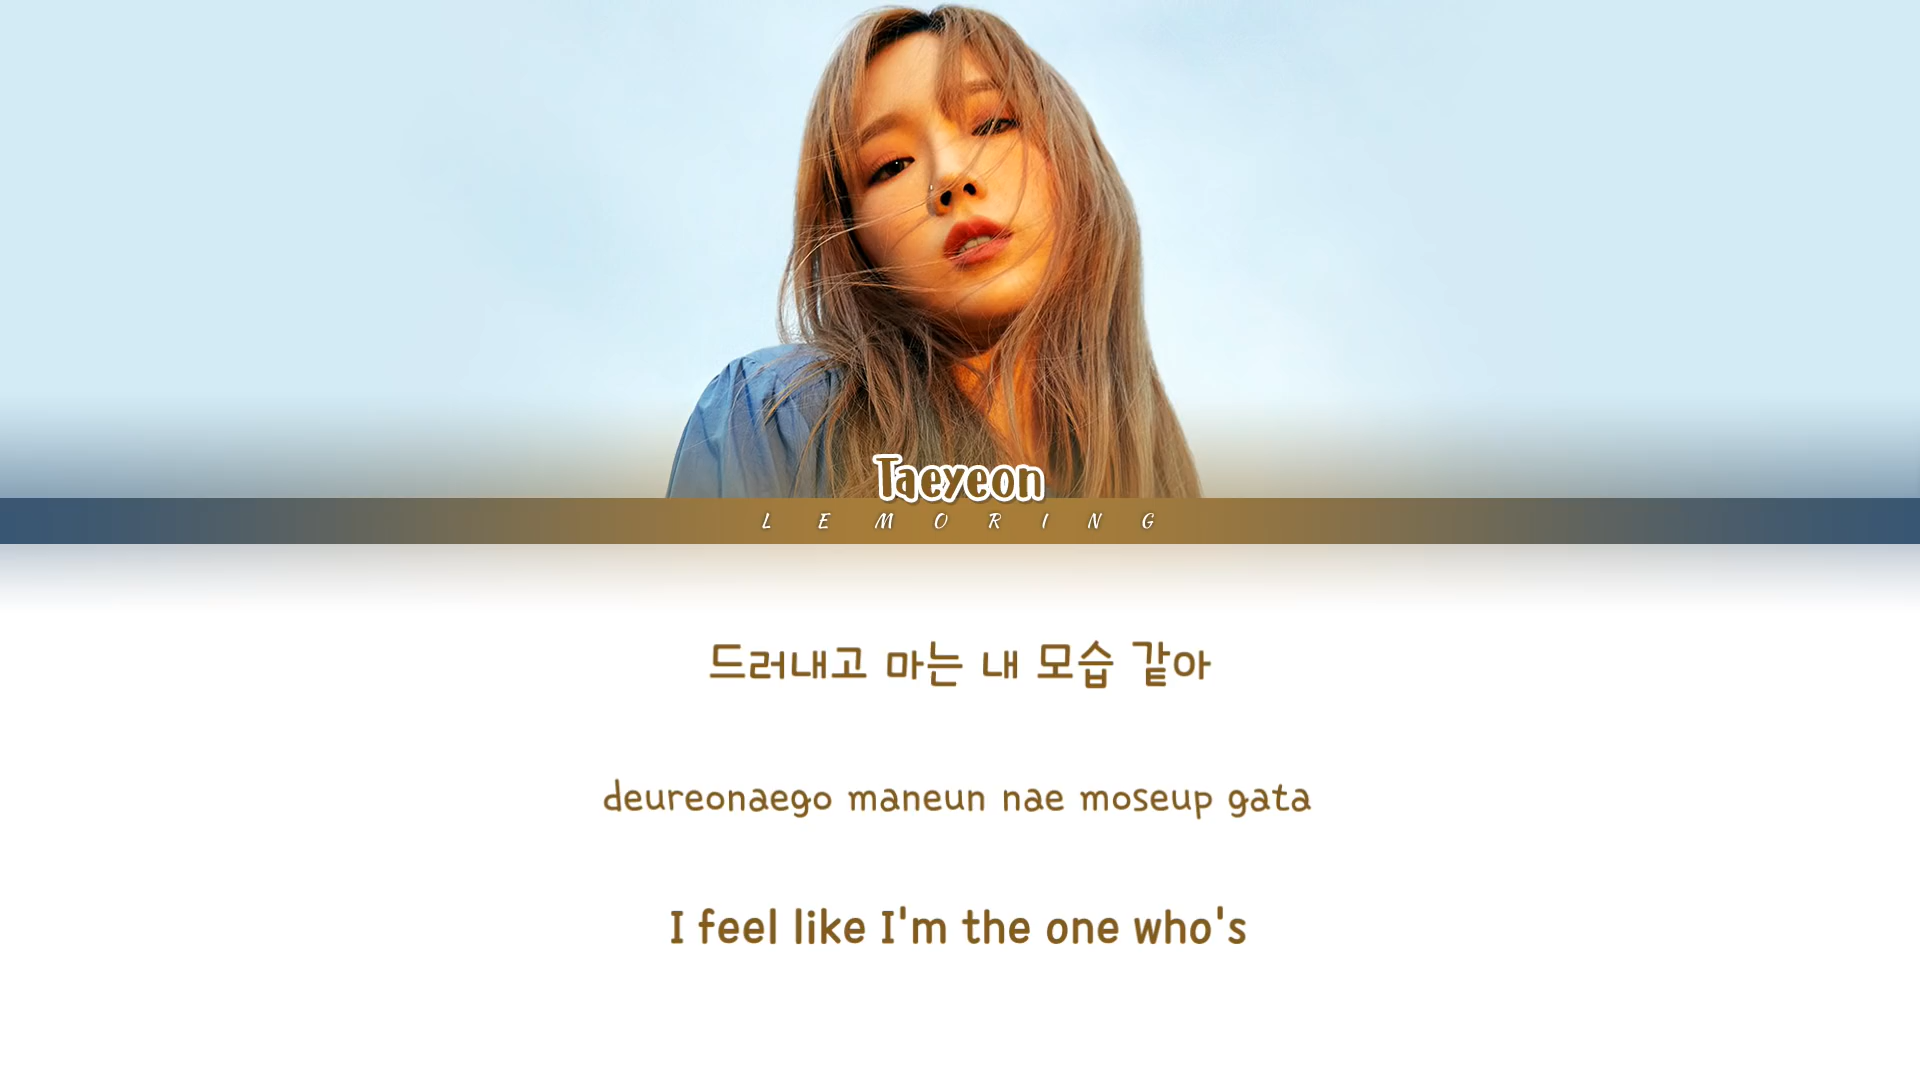 Taeyeon
LEMORING
드러내고 마는 내 모습 같아
deureonaego maneun nae moseup gata
I feel like I'm the one who's